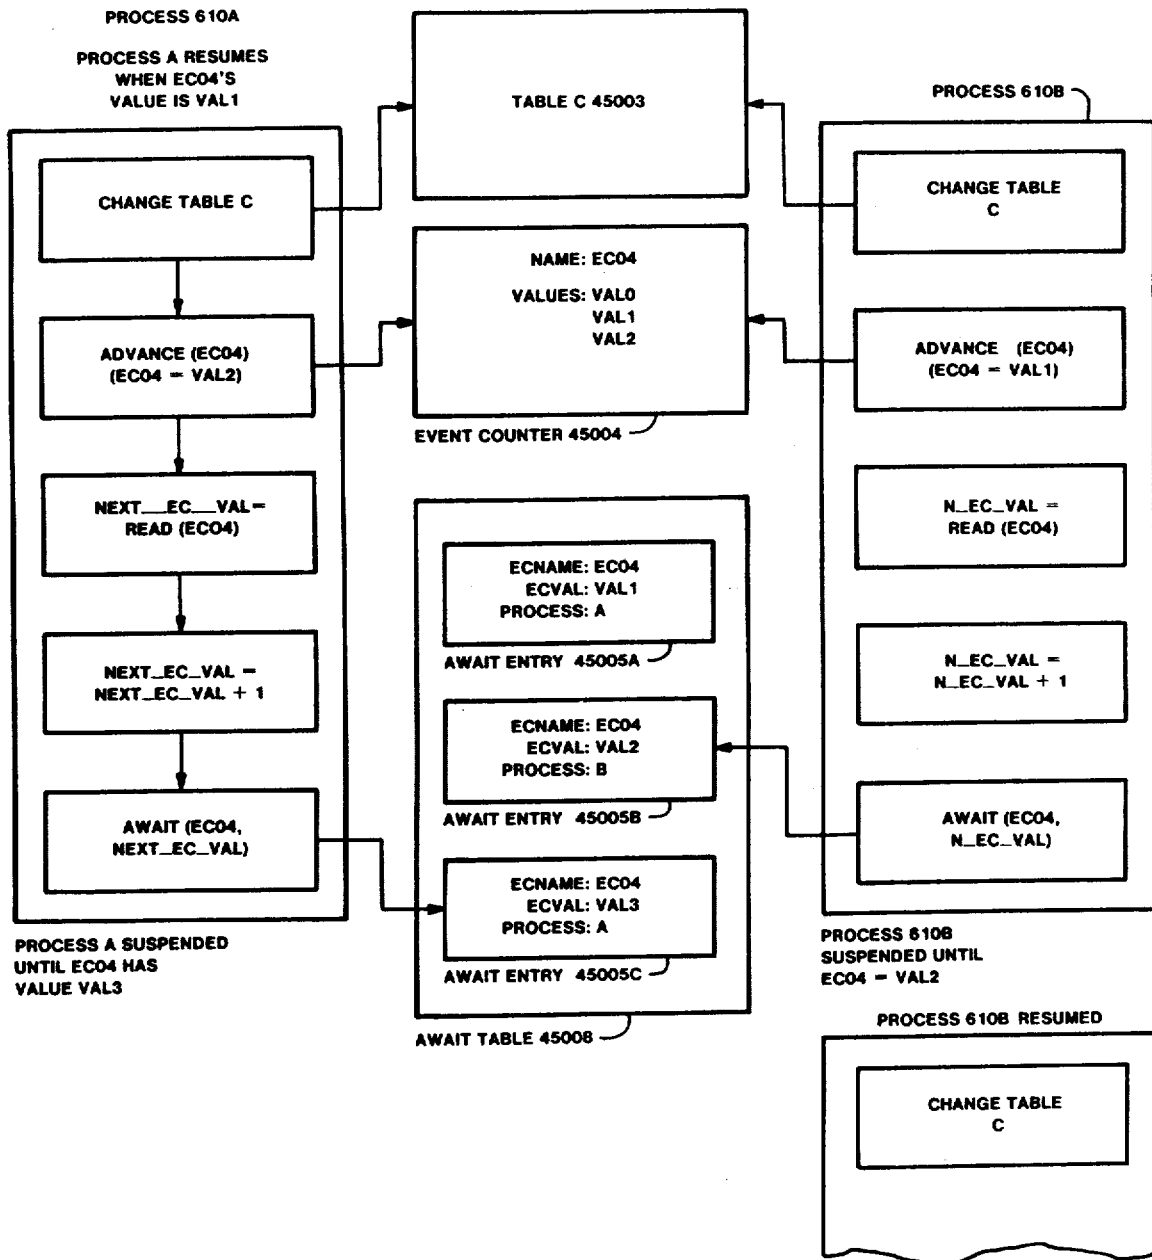 PROCESS 610A
PROCESS A RESUMES
WHEN EC04'S
VALUE IS VAL1
CHANGE TABLE C
ADVANCE (EC04)
(EC04 = VAL2)
NEXT__EC__VAL=
READ (EC04)
NEXT_EC_VAL =
NEXT_EC_VAL + 1
AWAIT (EC04,
NEXT_EC_VAL)
PROCESS A SUSPENDED
UNTIL EC04 HAS
VALUE VAL3
TABLE C 45003
NAME: EC04
VALUES: VAL0
VAL1
VAL2
EVENT COUNTER 45004
ECNAME: EC04
ECVAL: VAL1
PROCESS: A
AWAIT ENTRY 45005A
ECNAME: EC04
ECVAL: VAL2
PROCESS: B
AWAIT ENTRY 45005B
ECNAME: EC04
ECVAL: VAL3
PROCESS: A
AWAIT ENTRY 45005C
AWAIT TABLE 45008
PROCESS 610B
CHANGE TABLE
C
ADVANCE (EC04)
(EC04 = VAL1)
N_EC_VAL =
READ (EC04)
N_EC_VAL =
N_EC_VAL + 1
AWAIT (EC04,
N_EC_VAL)
PROCESS 610B
SUSPENDED UNTIL
EC04 = VAL2
PROCESS 610B RESUMED
CHANGE TABLE
C